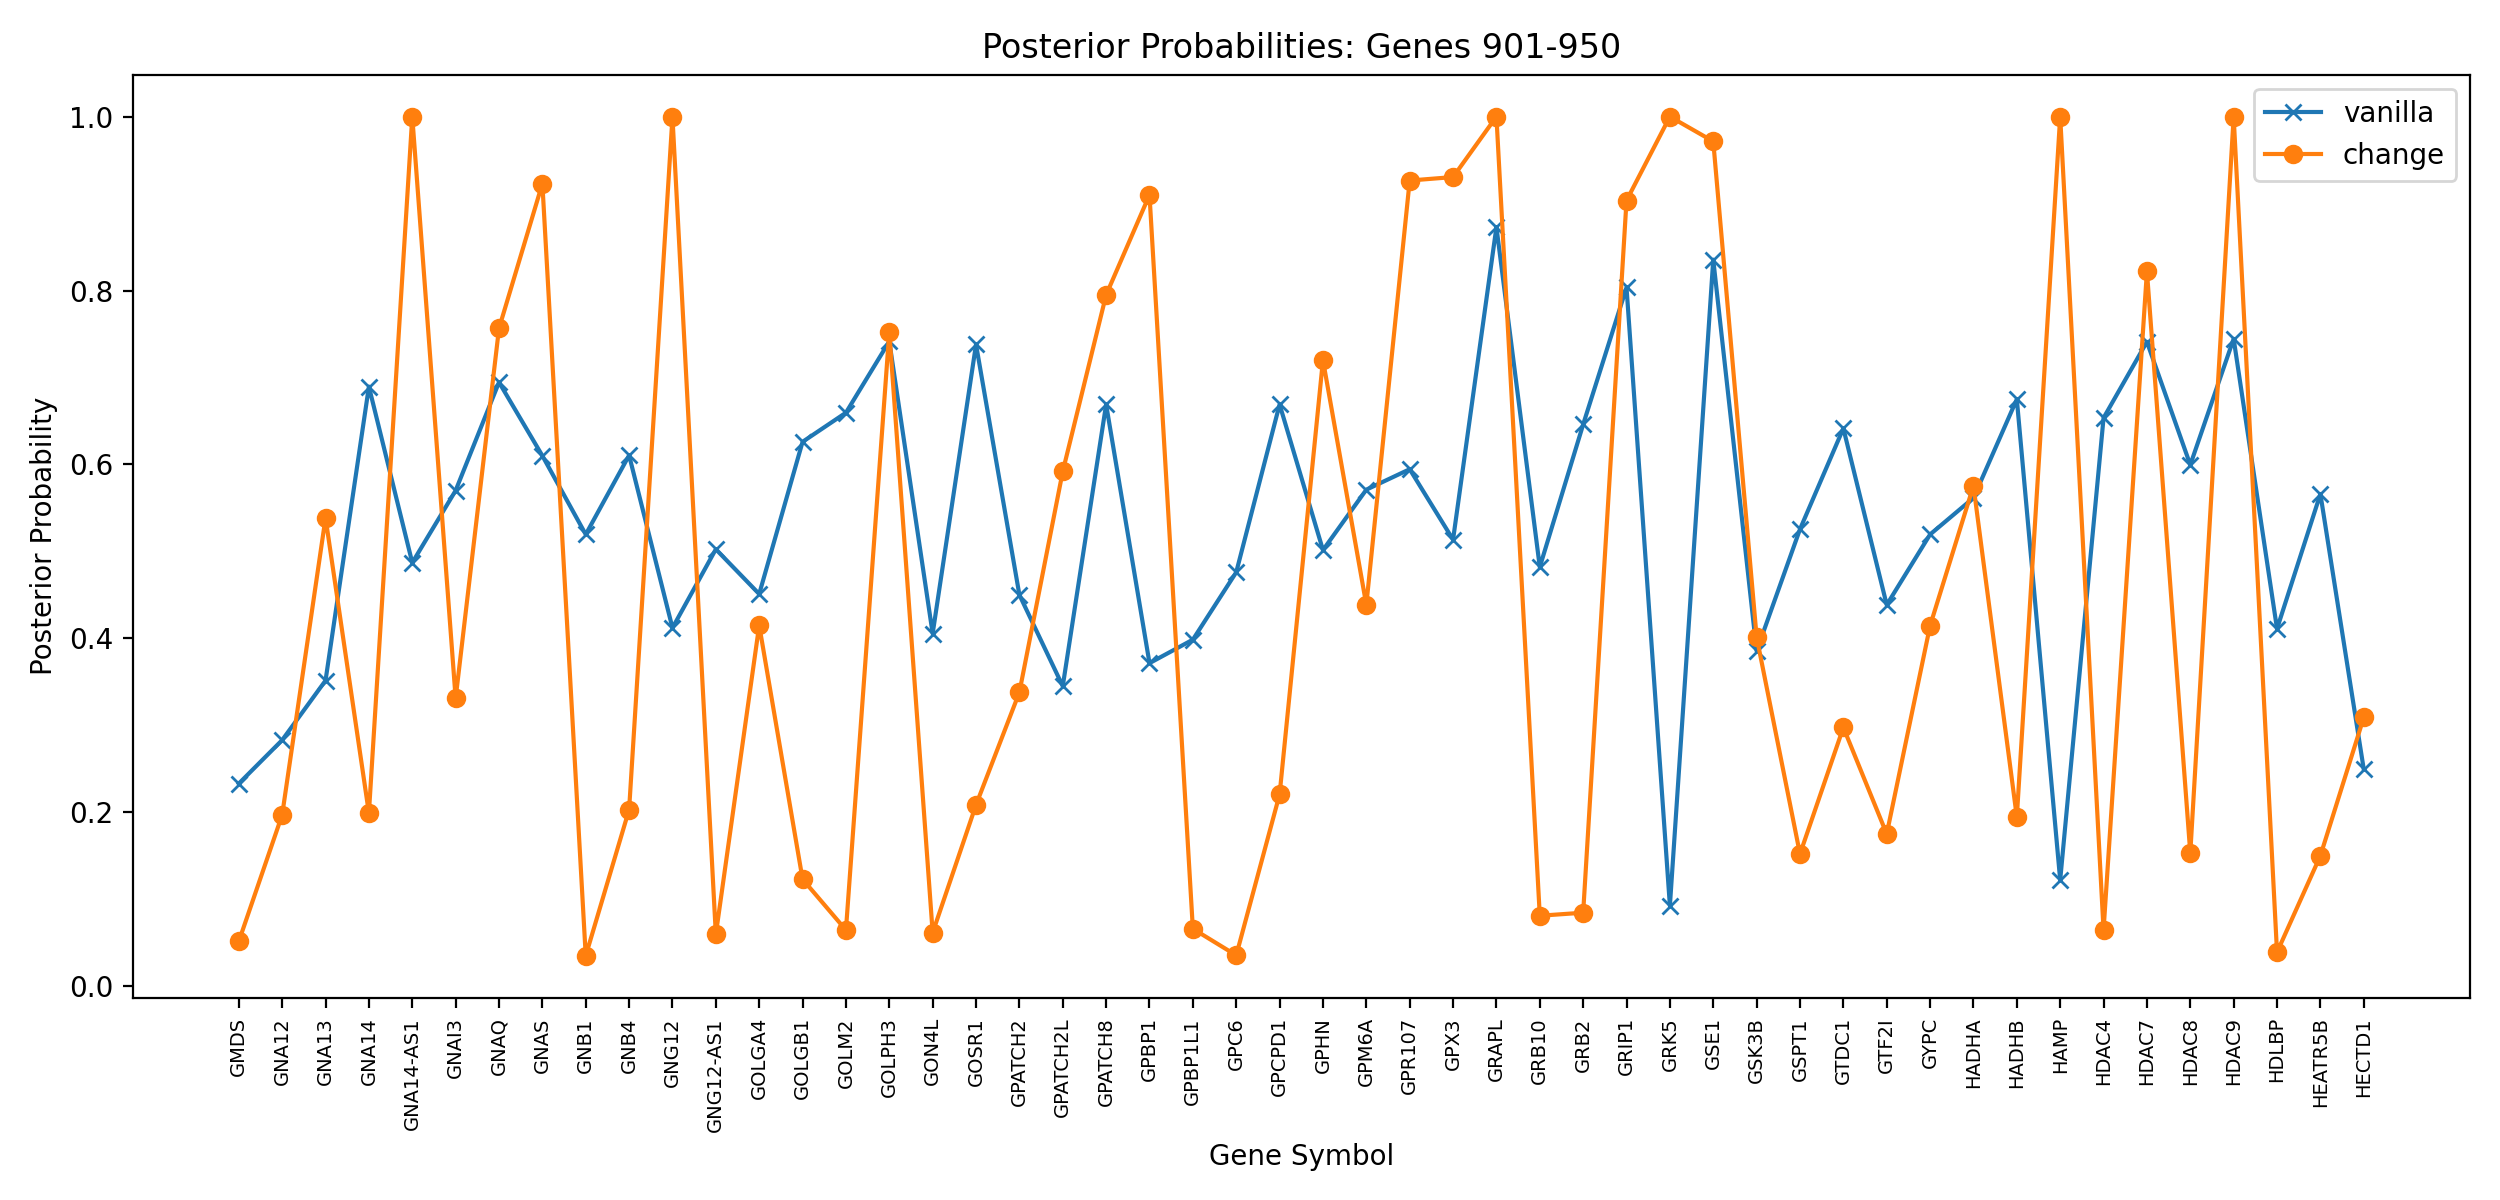 Posterior Probabilities: Genes 901-950
vanilla
change
1.0
0.8
0.6
0.4
0.2
0.0
Posterior Probability
GMDS
GNA12
GNA13
GNA14
GNA14-AS1
GNAI3
GNAQ
GNAS
GNB1
GNB4
GNG12
GNG12-AS1
GOLGA4
GOLGB1
GOLM2
GOLPH3
GON4L
GOSR1
GPATCH2
GPATCH2L
GPATCH8
GPBP1
GPBP1L1
GPC6
GPCPD1
GPHN
GPM6A
GPR107
GPX3
GRAPL
GRB10
GRB2
GRIP1
GRK5
GSE1
GSK3B
GSPT1
GTDC1
GTF2I
GYPC
HADHA
HADHB
HAMP
HDAC4
HDAC7
HDAC8
HDAC9
HDLBP
HEATR5B
HECTD1
Gene Symbol